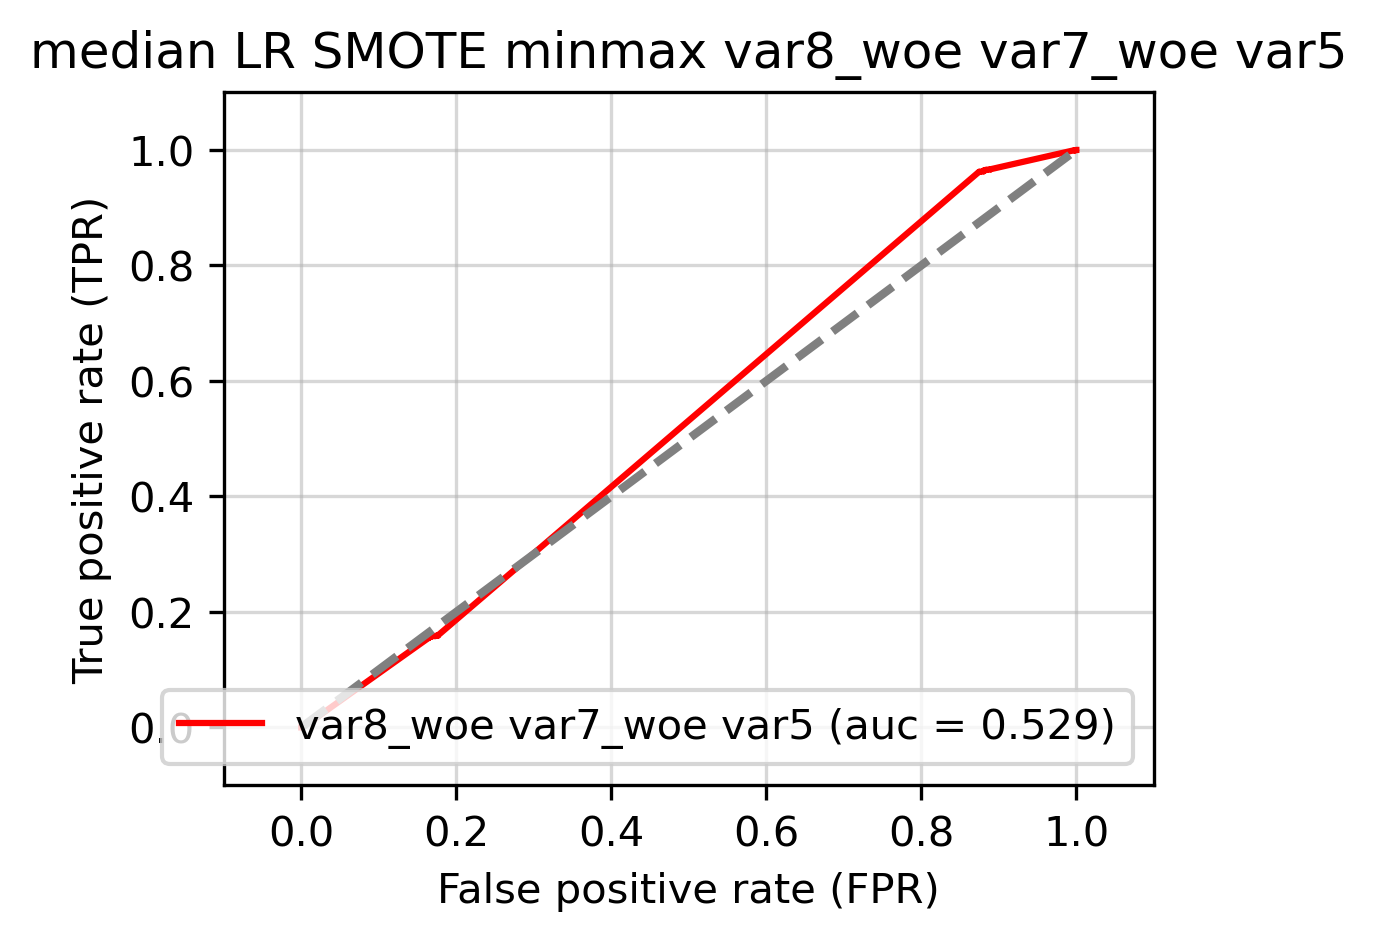 median LR SMOTE minmax var8_woe var7_woe var5
1.0
0.8
0.6
0.4
0.2
0.0
True positive rate (TPR)
var8_woe var7_woe var5 (auc = 0.529)
0.0 0.2 0.4 0.6 0.8 1.0
False positive rate (FPR)